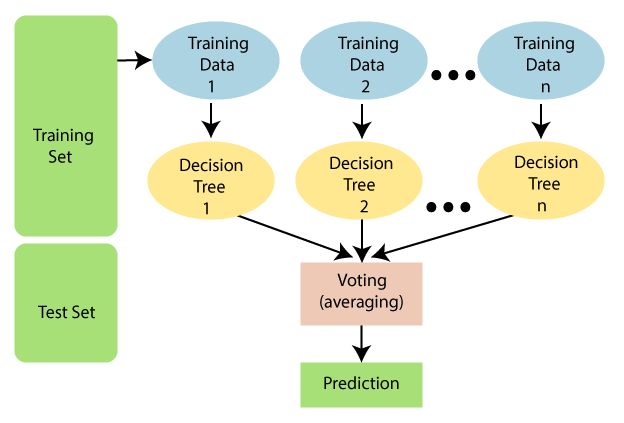 Training
Set
Training
Data
1
Training
Data
2
Training
Data
n
Decision
Tree
1
Decision
Tree
2
Decision
Tree
n
Test Set
Voting
(averaging)
Prediction